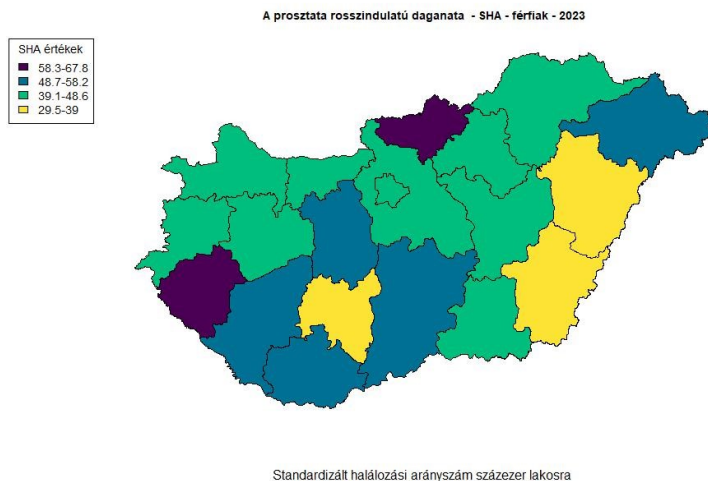 A prosztata rosszindulatú daganata - SHA - férfiak - 2023
SHA értékek
58.3-67.8
48.7-58.2
39.1-48.6
29.5-39
Standardizált halálozási arányszám százezer lakosra